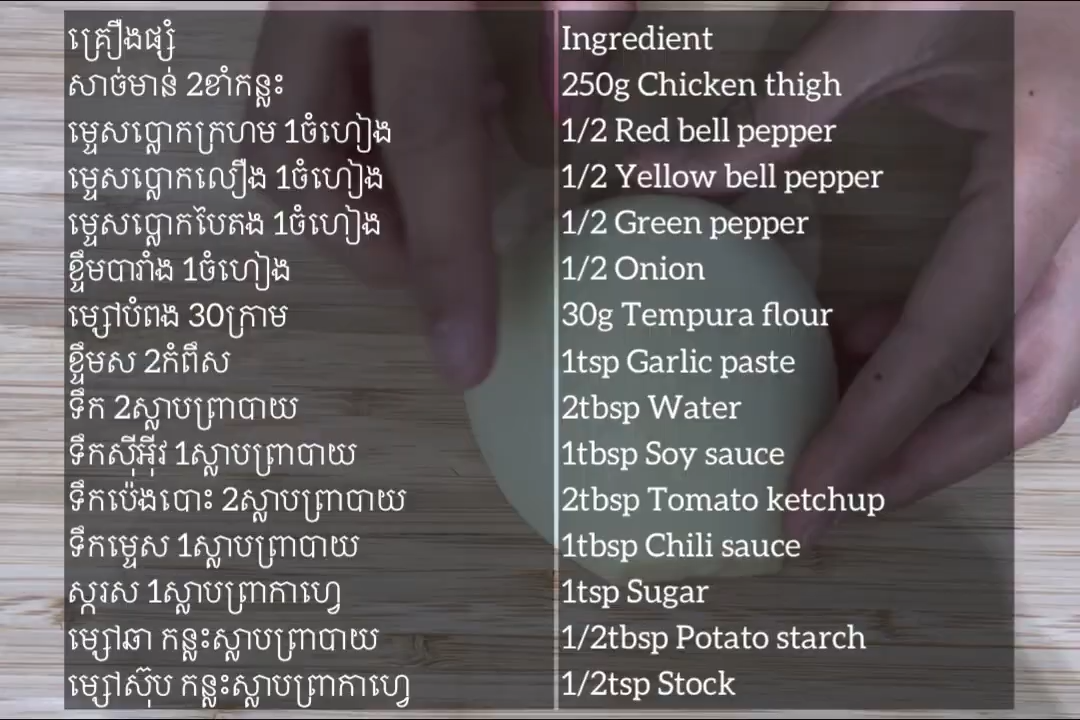 គ្រឿងផ្សំ
សាច់មាន់ 2ខាំកន្លះ
ម្ទេសប្លោកក្រហម 1ចំហៀង
ម្ទេសប្លោកលឿង 1ចំហៀង
ម្ទេសប្លោកបៃតង 1ចំហៀង
ខ្ទឹមបារាំង 1ចំហៀង
ម្សៅបំពង 30ក្រាម
ខ្ទឹមស 2កំពឹស
ទឹក 2ស្លាបព្រាបាយ
ទឹកស៊ីអ៊ីវ 1ស្លាបព្រាបាយ
ទឹកប៉េងបោះ 2ស្លាបព្រាបាយ
ទឹកម្ទេស 1ស្លាបព្រាបាយ
ស្ករស 1ស្លាបព្រាកាហ្វេ
ម្សៅឆា កន្លះស្លាបព្រាបាយ
ម្សៅស៊ុប កន្លះស្លាបព្រាកាហ្វេ
Ingredient
250g Chicken thigh
1/2 Red bell pepper
1/2 Yellow bell pepper
1/2 Green pepper
1/2 Onion
30g Tempura flour
1tsp Garlic paste
2tbsp Water
1tbsp Soy sauce
2tbsp Tomato ketchup
1tbsp Chili sauce
1tsp Sugar
1/2tbsp Potato starch
1/2tsp Stock